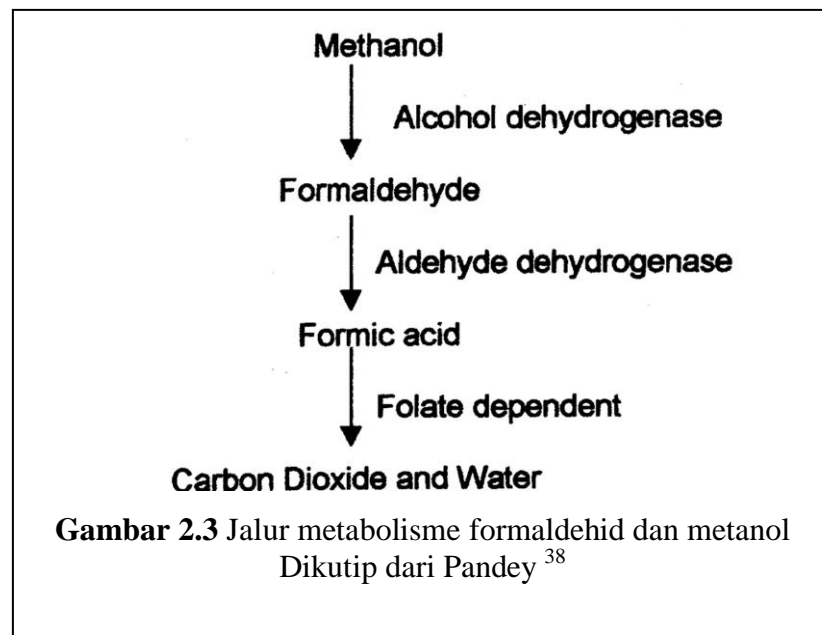 Methanol
Alcohol dehydrogenase
Formaldehyde
Aldehyde dehydrogenase
Formic acid
Folate dependent
Carbon Dioxide and Water
Gambar 2.3 Jalur metabolisme formaldehid dan metanol
Dikutip dari Pandey 38